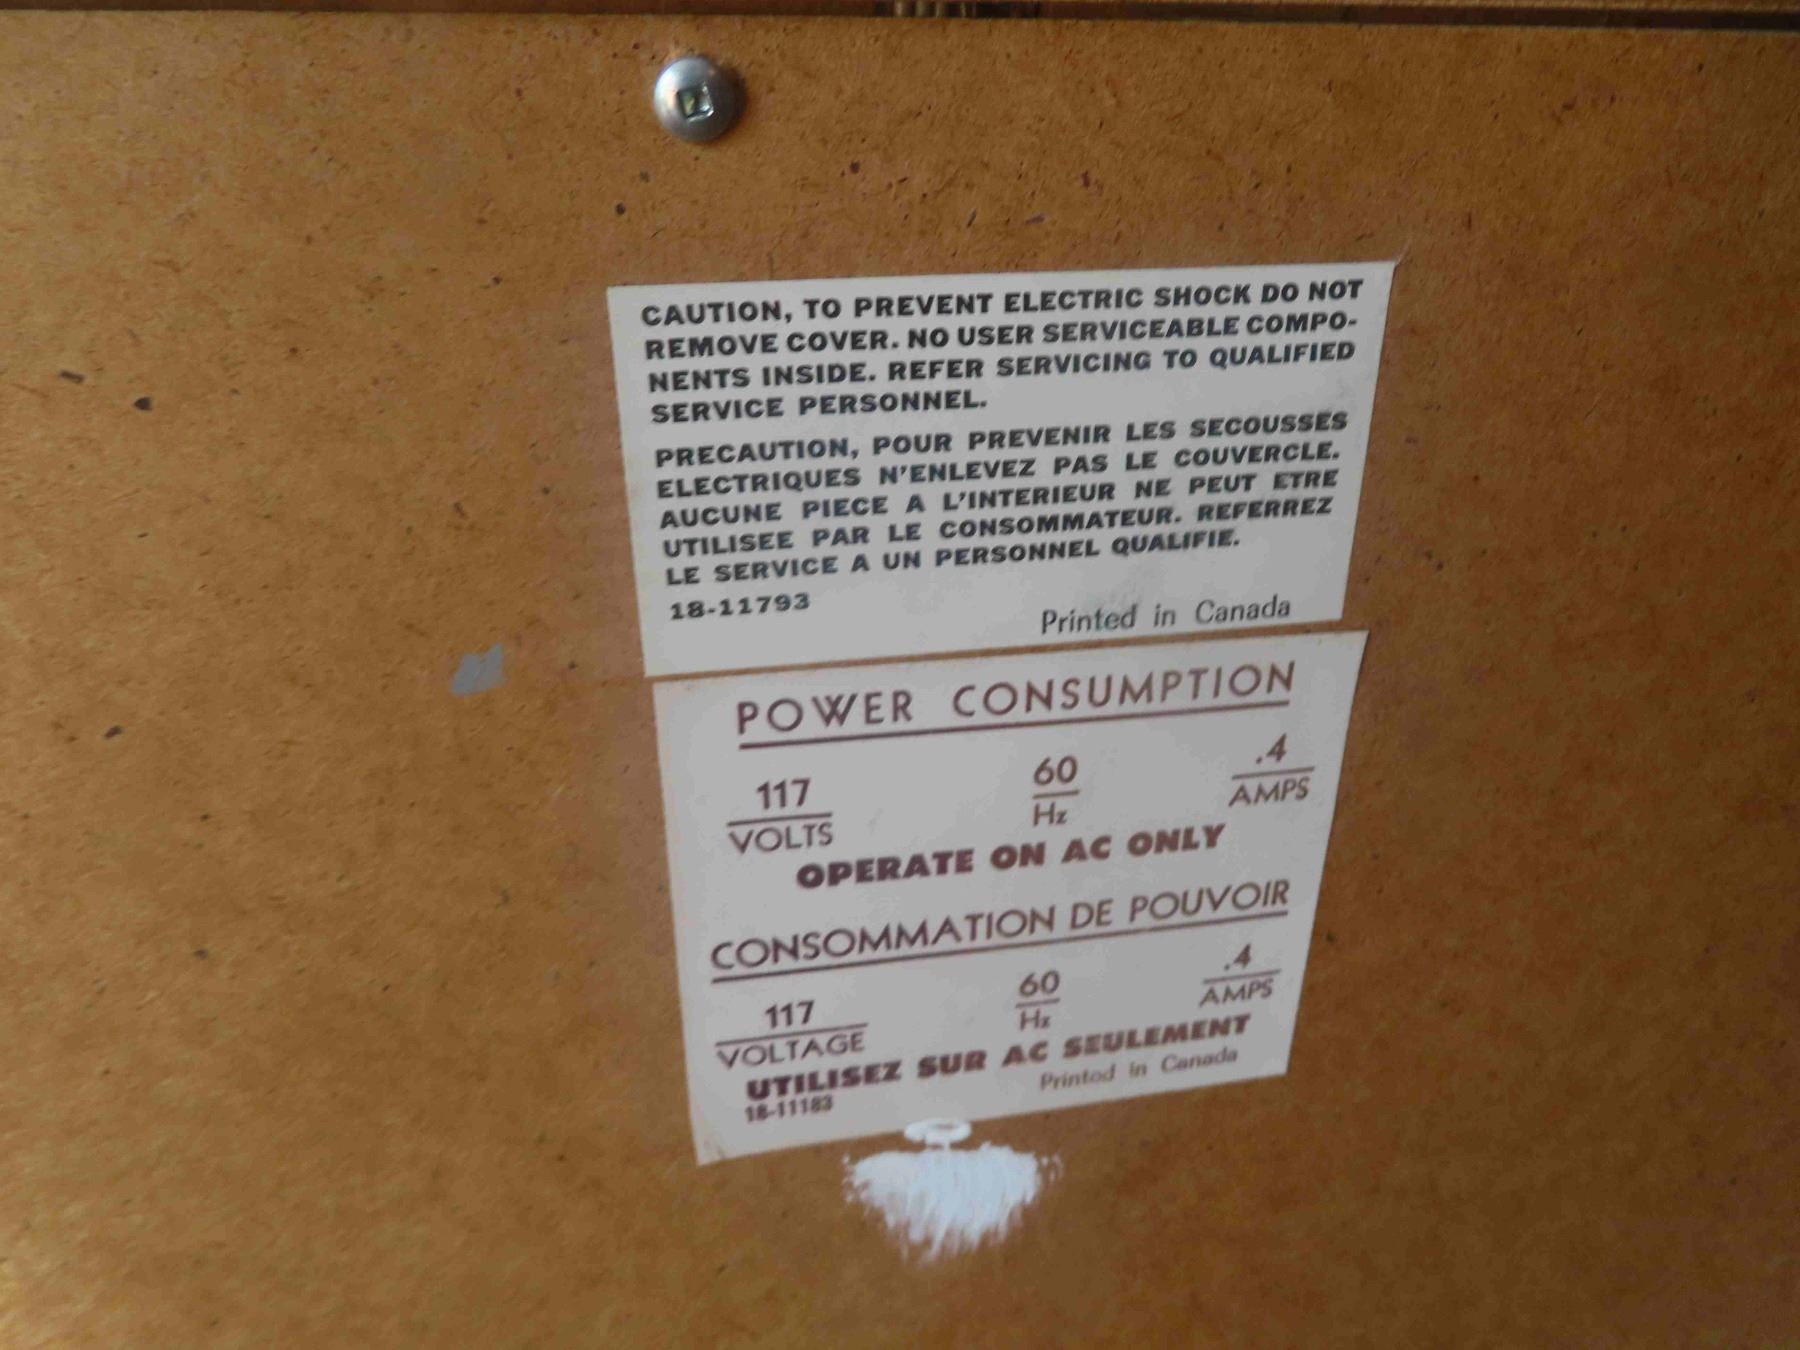 CAUTION, TO PREVENT ELECTRIC SHOCK DO NOT
REMOVE COVER. NO USER SERVICEABLE COMPO-
NENTS INSIDE. REFER SERVICING TO QUALIFIED
SERVICE PERSONNEL.
PRECAUTION, POUR PREVENIR LES SECOUSSES
ELECTRIQUES N'ENLEVEZ PAS LE COUVERCLE.
AUCUNE PIECE A L'INTERIEUR NE PEUT ETRE
UTILISEE PAR LE CONSOMMATEUR. REFERREZ
LE SERVICE A UN PERSONNEL QUALIFIE.
18-11793
Printed in Canada
POWER CONSUMPTION
117 60 .4
VOLTS Hz AMPS
OPERATE ON AC ONLY
CONSOMMATION DE POUVOIR
117 60 .4
VOLTAGE Hz AMPS
UTILISEZ SUR AC SEULEMENT
18-11183 Printed in Canada